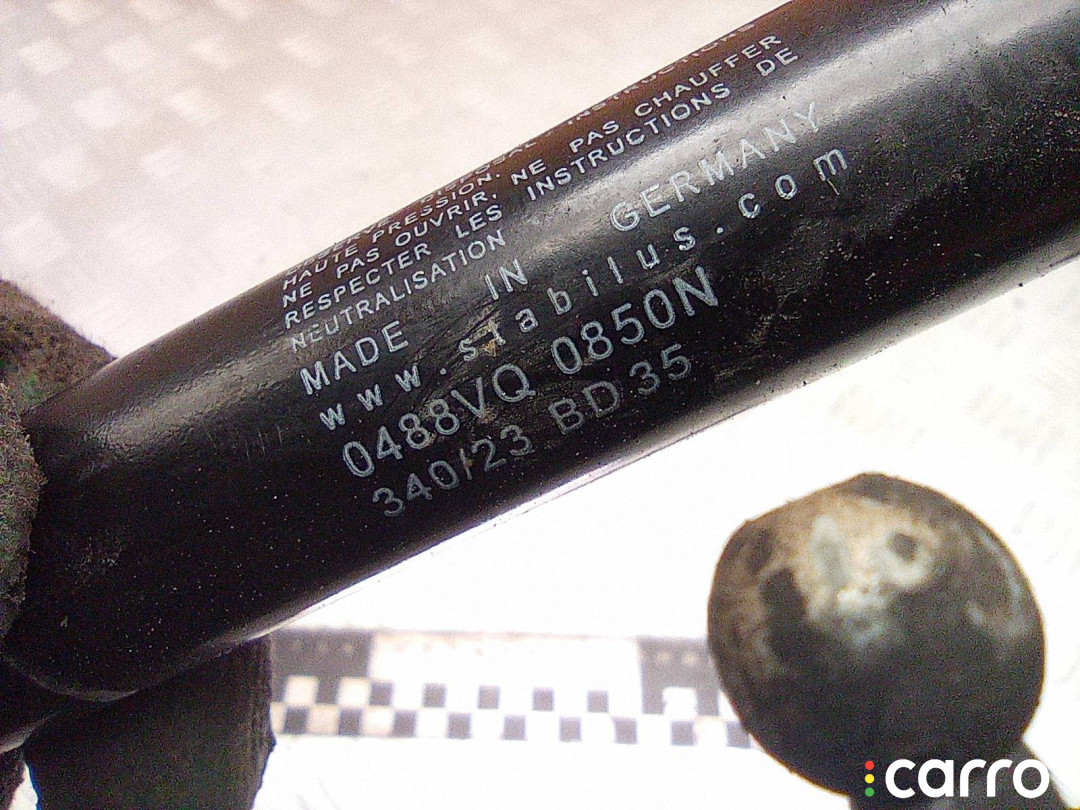 DISPOSAL INSTRUCTIONS
HAUTE PRESSION.
NE PAS OUVRIR, NE PAS CHAUFFER
RESPECTER LES INSTRUCTIONS DE
NEUTRALISATION
MADE IN GERMANY
www.stabilus.com
0488VQ 0850N
340/23 BD35
carro